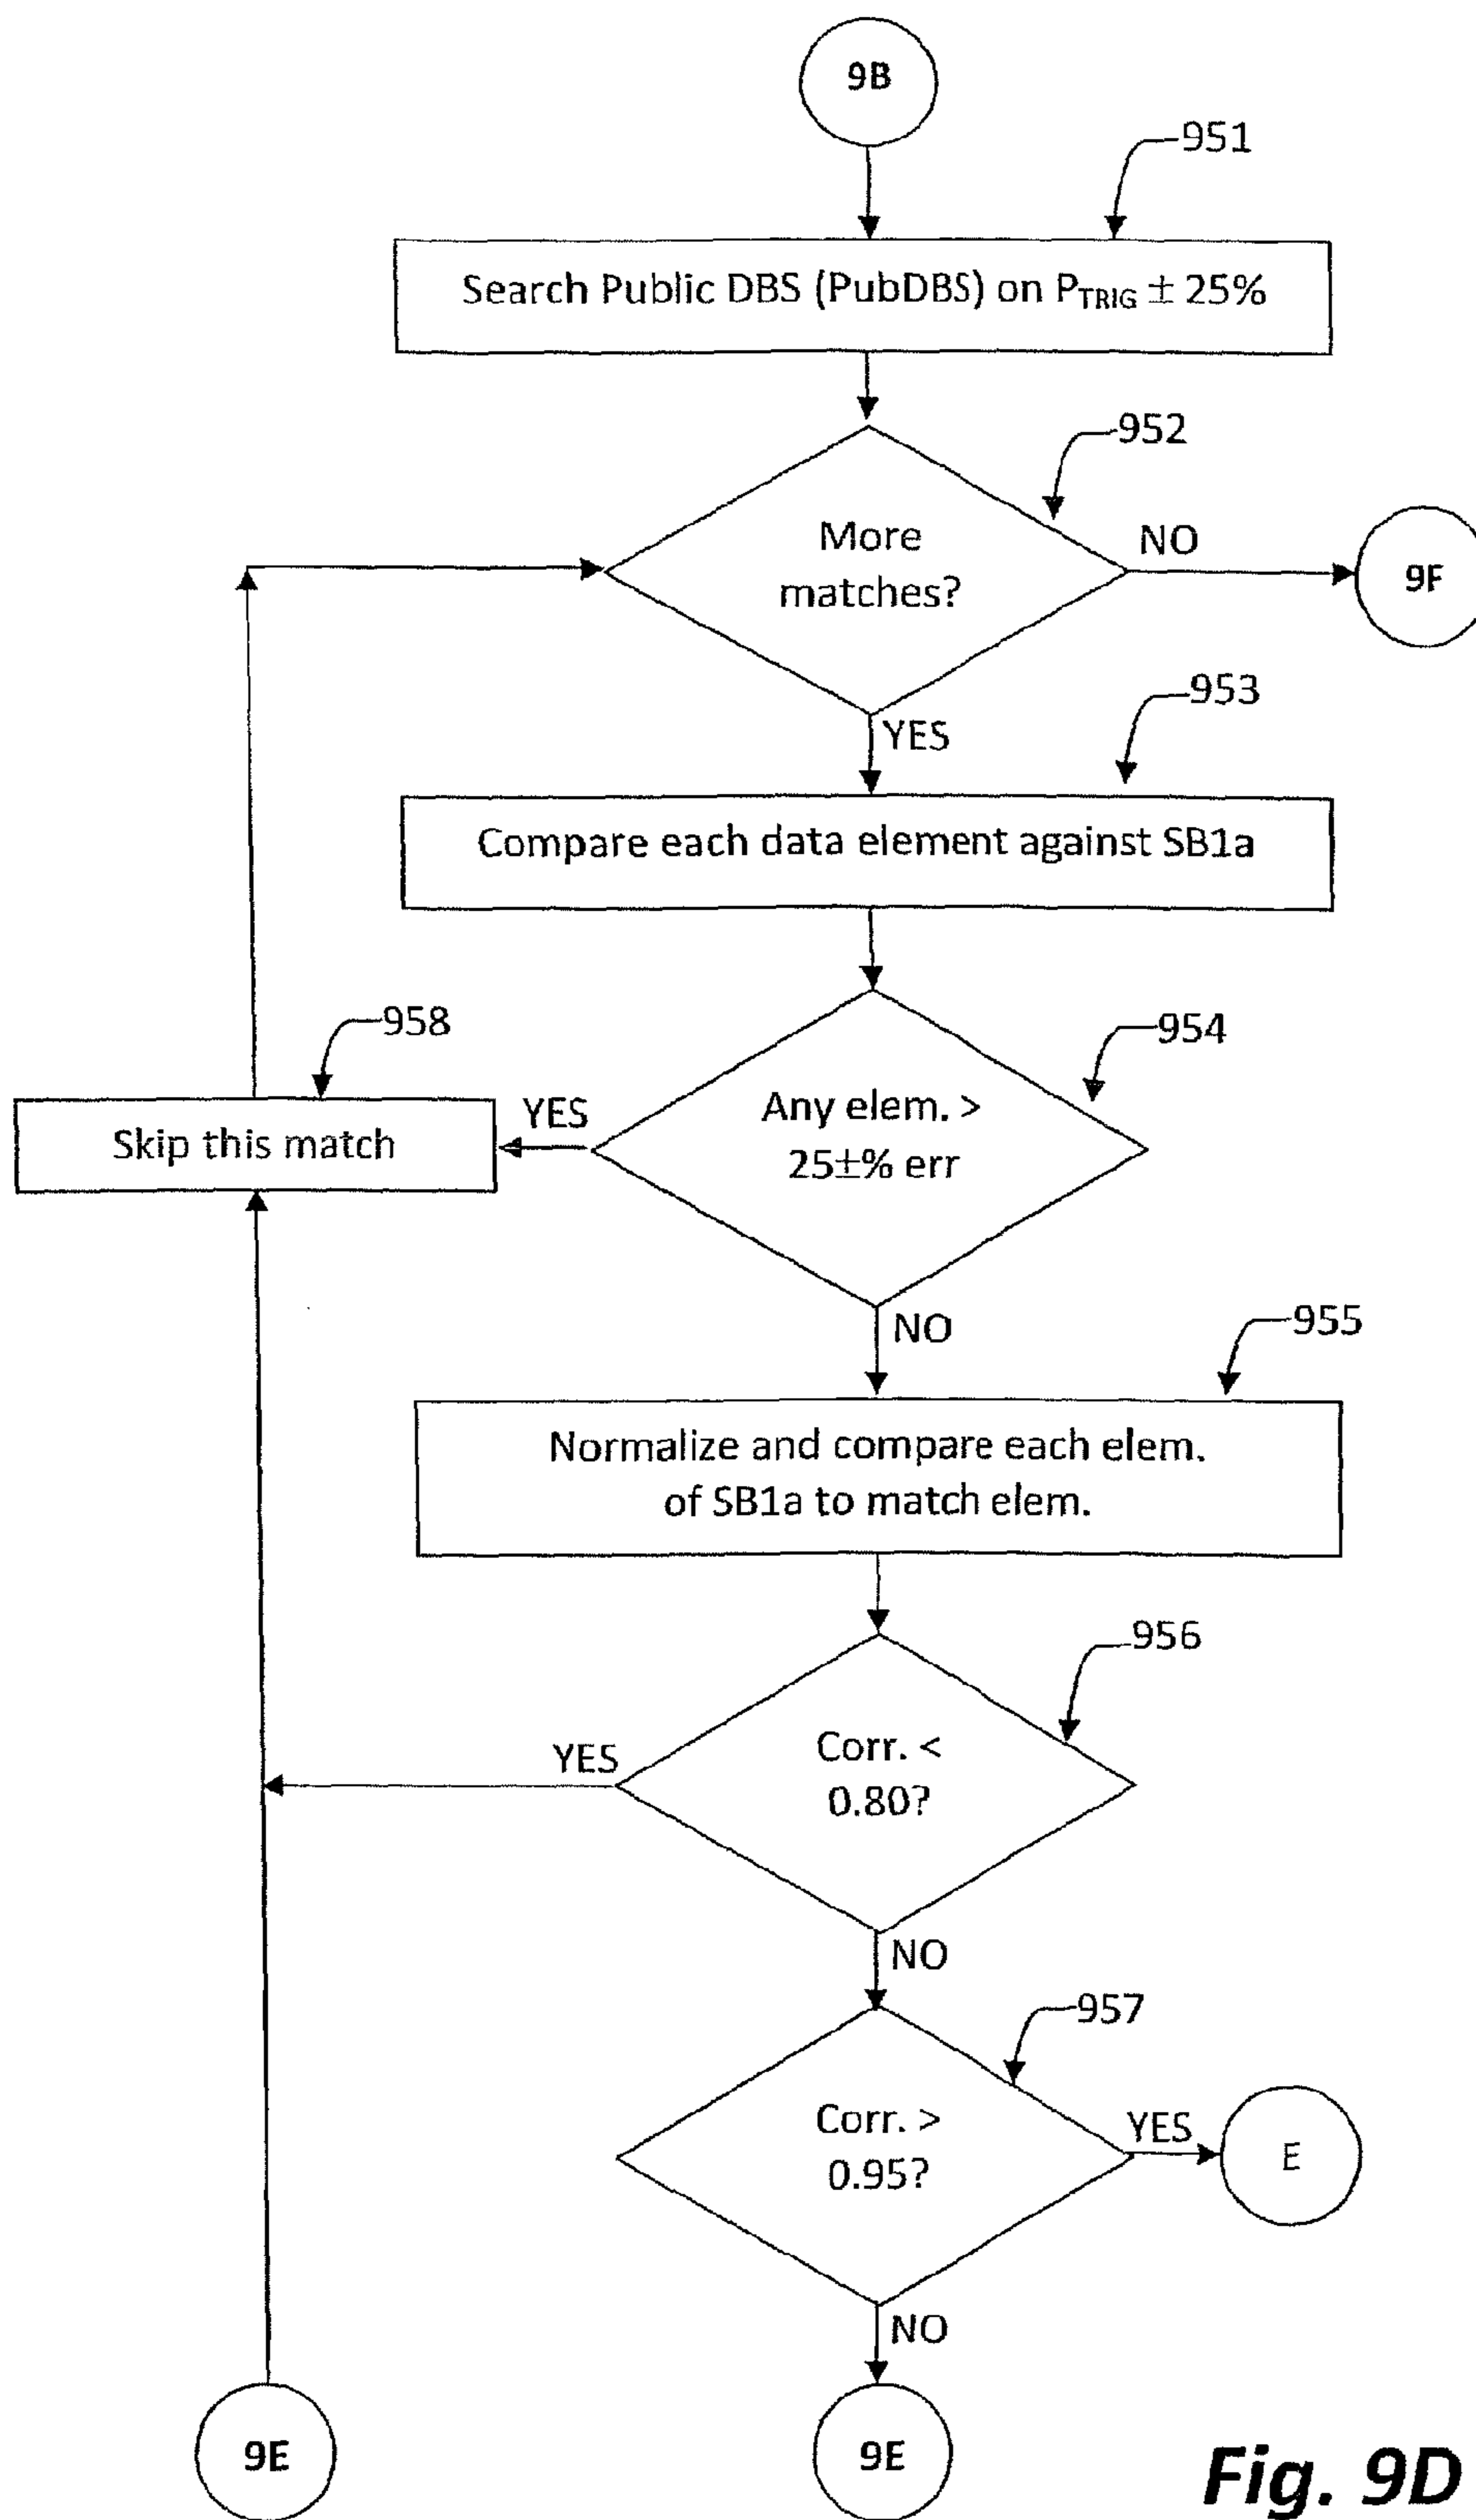 9B
951
Search Public DBS (PubDBS) on PTRIG ± 25%
952
More
matches?
NO
9F
YES
953
Compare each data element against SB1a
958
954
Skip this match
YES
Any elem. >
25±% err
NO
955
Normalize and compare each elem.
of SB1a to match elem.
956
YES
Corr. <
0.80?
NO
957
Corr. >
0.95?
YES
E
NO
9E
9E
Fig. 9D